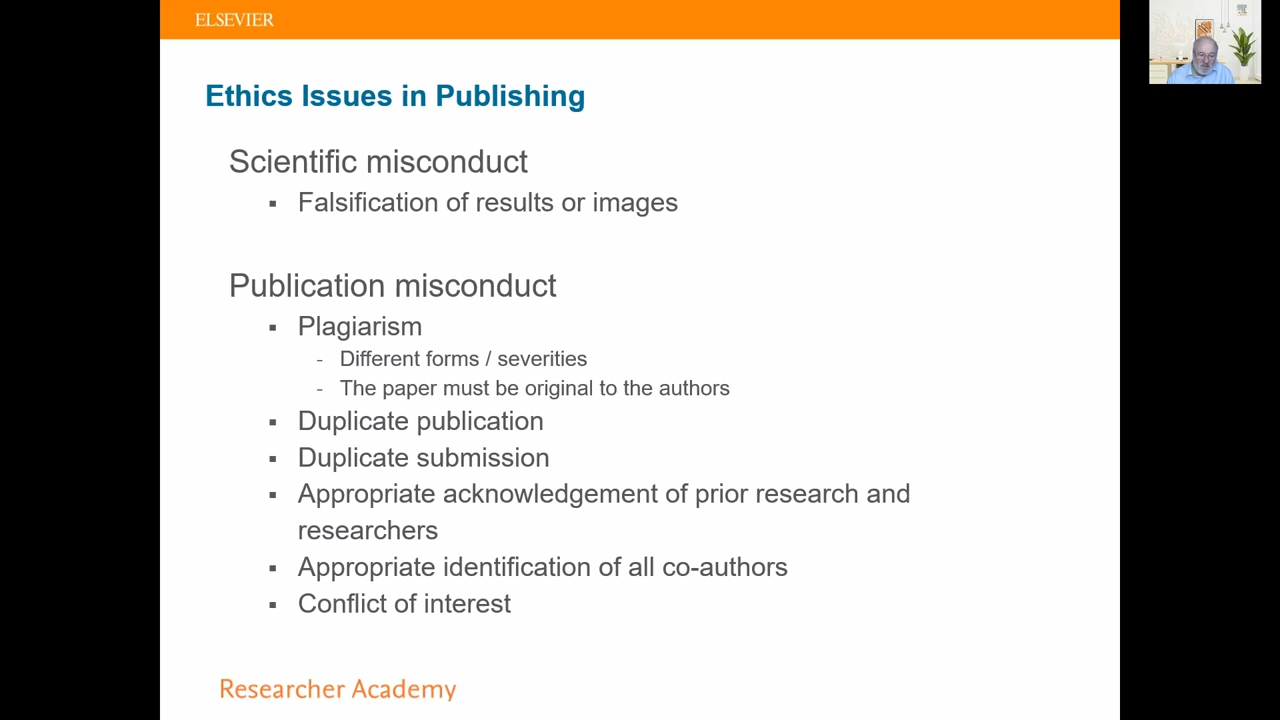 ELSEVIER
Ethics Issues in Publishing
Scientific misconduct
▪ Falsification of results or images
Publication misconduct
▪ Plagiarism
- Different forms / severities
- The paper must be original to the authors
▪ Duplicate publication
▪ Duplicate submission
▪ Appropriate acknowledgement of prior research and
researchers
▪ Appropriate identification of all co-authors
▪ Conflict of interest
Researcher Academy